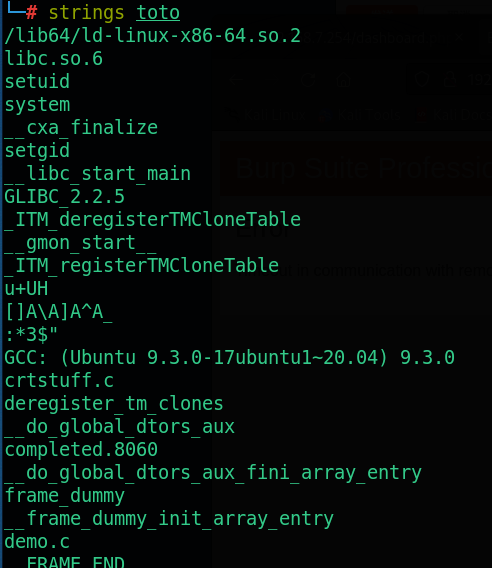 # strings toto
/lib64/ld-linux-x86-64.so.2
libc.so.6
setuid
system
__cxa_finalize
setgid
__libc_start_main
GLIBC_2.2.5
_ITM_deregisterTMCloneTable
__gmon_start__
_ITM_registerTMCloneTable
u+UH
[]A\A]A^A_
:*3$"
GCC: (Ubuntu 9.3.0-17ubuntu1~20.04) 9.3.0
crtstuff.c
deregister_tm_clones
__do_global_dtors_aux
completed.8060
__do_global_dtors_aux_fini_array_entry
frame_dummy
__frame_dummy_init_array_entry
demo.c
__FRAME_END__
Burp Suite Professio